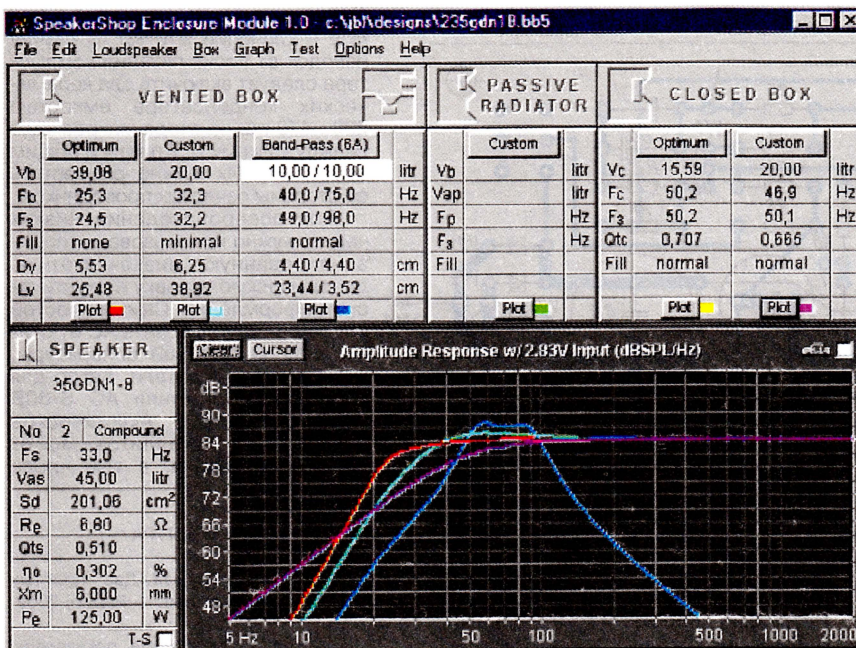 SpeakerShop Enclosure Module 1.0 - c:\jbl\designs\235gdn18.bb5
File Edit Loudspeaker Box Graph Test Options Help
VENTED BOX
PASSIVE RADIATOR
CLOSED BOX
Optimum Custom Band-Pass (6A)
Vb 39,08 20,00 10,00 / 10,00 litr
Fb 25,3 32,3 40,0 / 75,0 Hz
F3 24,5 32,2 49,0 / 98,0 Hz
Fill none minimal normal
Dv 5,53 6,25 4,40 / 4,40 cm
Lv 25,48 38,92 23,44 / 3,52 cm
Plot Plot Plot
Custom
Vb litr
Vap litr
Fp Hz
F3 Hz
Fill
Plot
Optimum Custom
Vc 15,59 20,00 litr
Fc 50,2 46,9 Hz
F3 50,2 50,1 Hz
Qtc 0,707 0,665
Fill normal normal
Plot Plot
SPEAKER
35GDN1-8
No 2 Compound
Fs 33,0 Hz
Vas 45,00 litr
Sd 201,06 cm²
Re 6,80 Ω
Qts 0,510
ηo 0,302 %
Xm 6,000 mm
Pe 125,00 W
T-S
Clear Cursor Amplitude Response w/ 2.83V Input (dBSPL/Hz)
dB
90
84
78
72
66
60
54
48
5 Hz 10 50 100 500 1000 2000